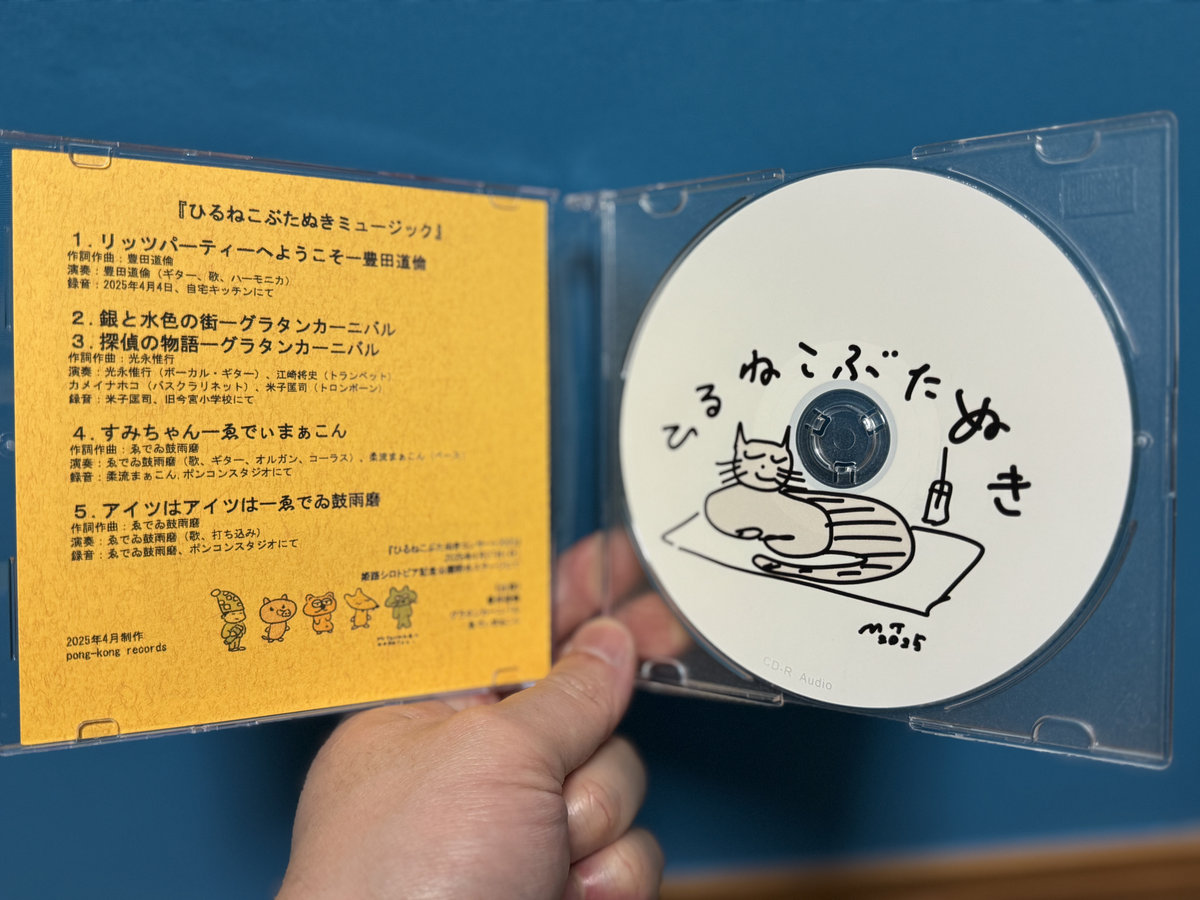 『ひるねこぶたぬきミュージック』
1．リッツパーティーへようこそ―豊田道倫
作詞作曲：豊田道倫
演奏：豊田道倫（ギター、歌、ハーモニカ）
録音：2025年4月4日、自宅キッチンにて
2．銀と水色の街―グラタンカーニバル
3．探偵の物語―グラタンカーニバル
作詞作曲：光永惟行
演奏：光永惟行（ボーカル・ギター）、江崎將史（トランペット）
カメイナホコ（バスクラリネット）、米子匡司（トロンボーン）
録音：米子匡司、旧今宮小学校にて
4．すみちゃん―ゑでぃまぁこん
作詞作曲：ゑでゐ鼓雨磨
演奏：ゑでゐ鼓雨磨（歌、ギター、オルガン、コーラス）、柔流まぁこん（ベース）
録音：柔流まぁこん、ポンコンスタジオにて
5．アイツはアイツは―ゑでゐ鼓雨磨
作詞作曲：ゑでゐ鼓雨磨
演奏：ゑでゐ鼓雨磨（歌、打ち込み）
録音：ゑでゐ鼓雨磨、ポンコンスタジオにて
2025年4月制作
pong-kong records
ひるねこぶたぬき
MT
2025
CD-R Audio